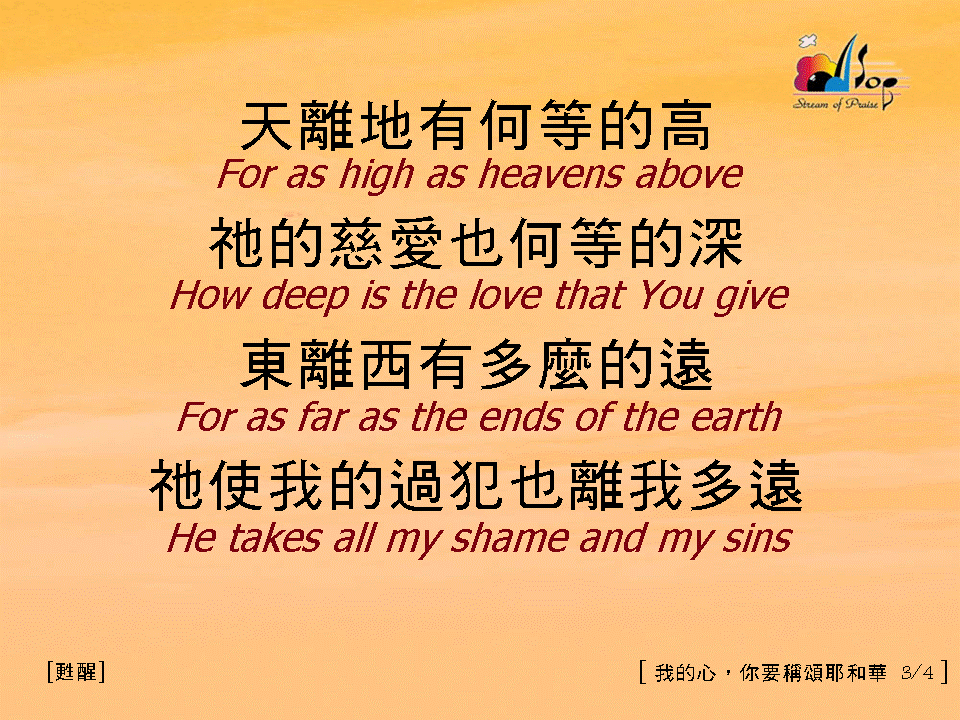 Sop
Stream of Praise
天離地有何等的高
For as high as heavens above
祂的慈愛也何等的深
How deep is the love that You give
東離西有多麼的遠
For as far as the ends of the earth
祂使我的過犯也離我多遠
He takes all my shame and my sins
[甦醒]
[ 我的心，你要稱頌耶和華 3/4 ]